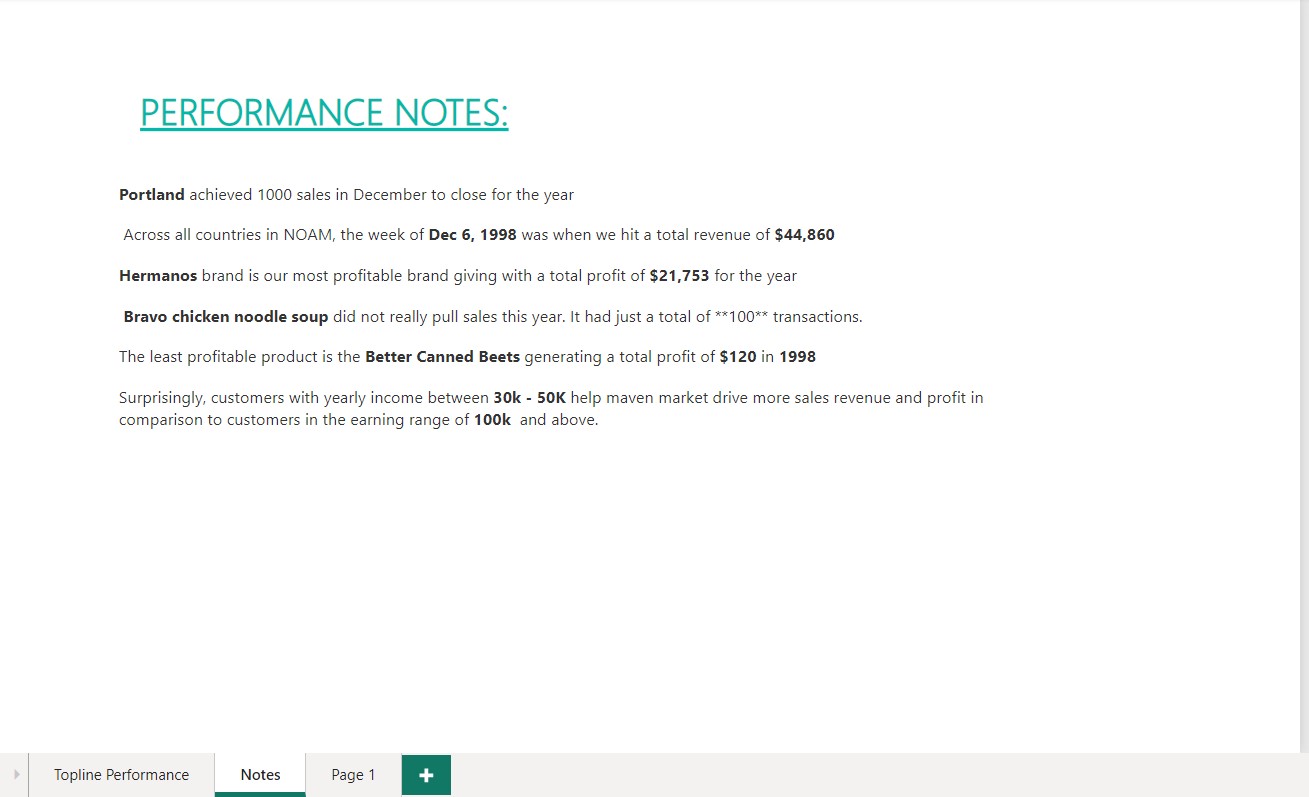 PERFORMANCE NOTES:
Portland achieved 1000 sales in December to close for the year
Across all countries in NOAM, the week of Dec 6, 1998 was when we hit a total revenue of $44,860
Hermanos brand is our most profitable brand giving with a total profit of $21,753 for the year
Bravo chicken noodle soup did not really pull sales this year. It had just a total of **100** transactions.
The least profitable product is the Better Canned Beets generating a total profit of $120 in 1998
Surprisingly, customers with yearly income between 30k - 50K help maven market drive more sales revenue and profit in
comparison to customers in the earning range of 100k  and above.
Topline Performance
Notes
Page 1